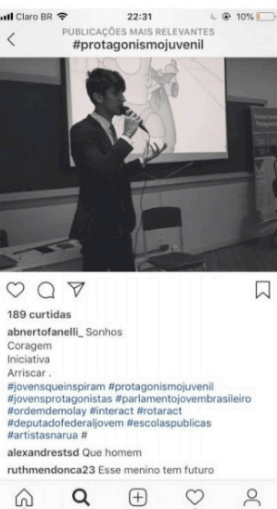 Claro BR
22:31
10%
PUBLICAÇÕES MAIS RELEVANTES
#protagonismojuvenil
189 curtidas
abnertofanelli_ Sonhos
Coragem
Iniciativa
Arriscar .
#jovensqueinspiram #protagonismojuvenil
#jovensprotagonistas #parlamentojovembrasileiro
#ordemdemolay #interact #rotaract
#deputadofederaljovem #escolaspublicas
#artistasnarua #
alexandrestsd Que homem
ruthmendonca23 Esse menino tem futuro